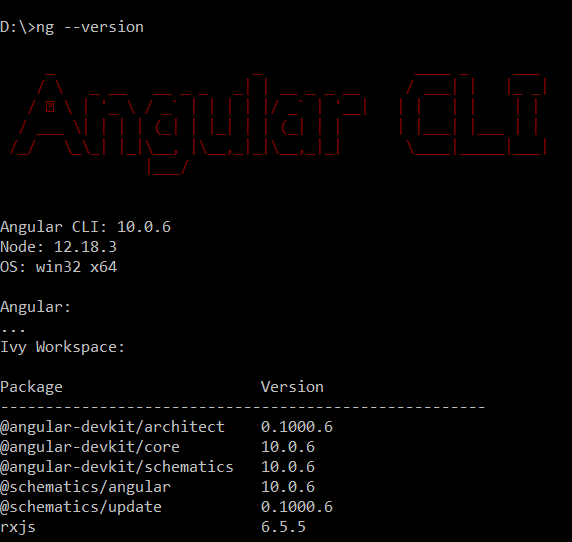 D:\>ng --version
Angular CLI
Angular CLI: 10.0.6
Node: 12.18.3
OS: win32 x64
Angular:
...
Ivy Workspace:
Package Version
------------------------------------------------------
@angular-devkit/architect 0.1000.6
@angular-devkit/core 10.0.6
@angular-devkit/schematics 10.0.6
@schematics/angular 10.0.6
@schematics/update 0.1000.6
rxjs 6.5.5